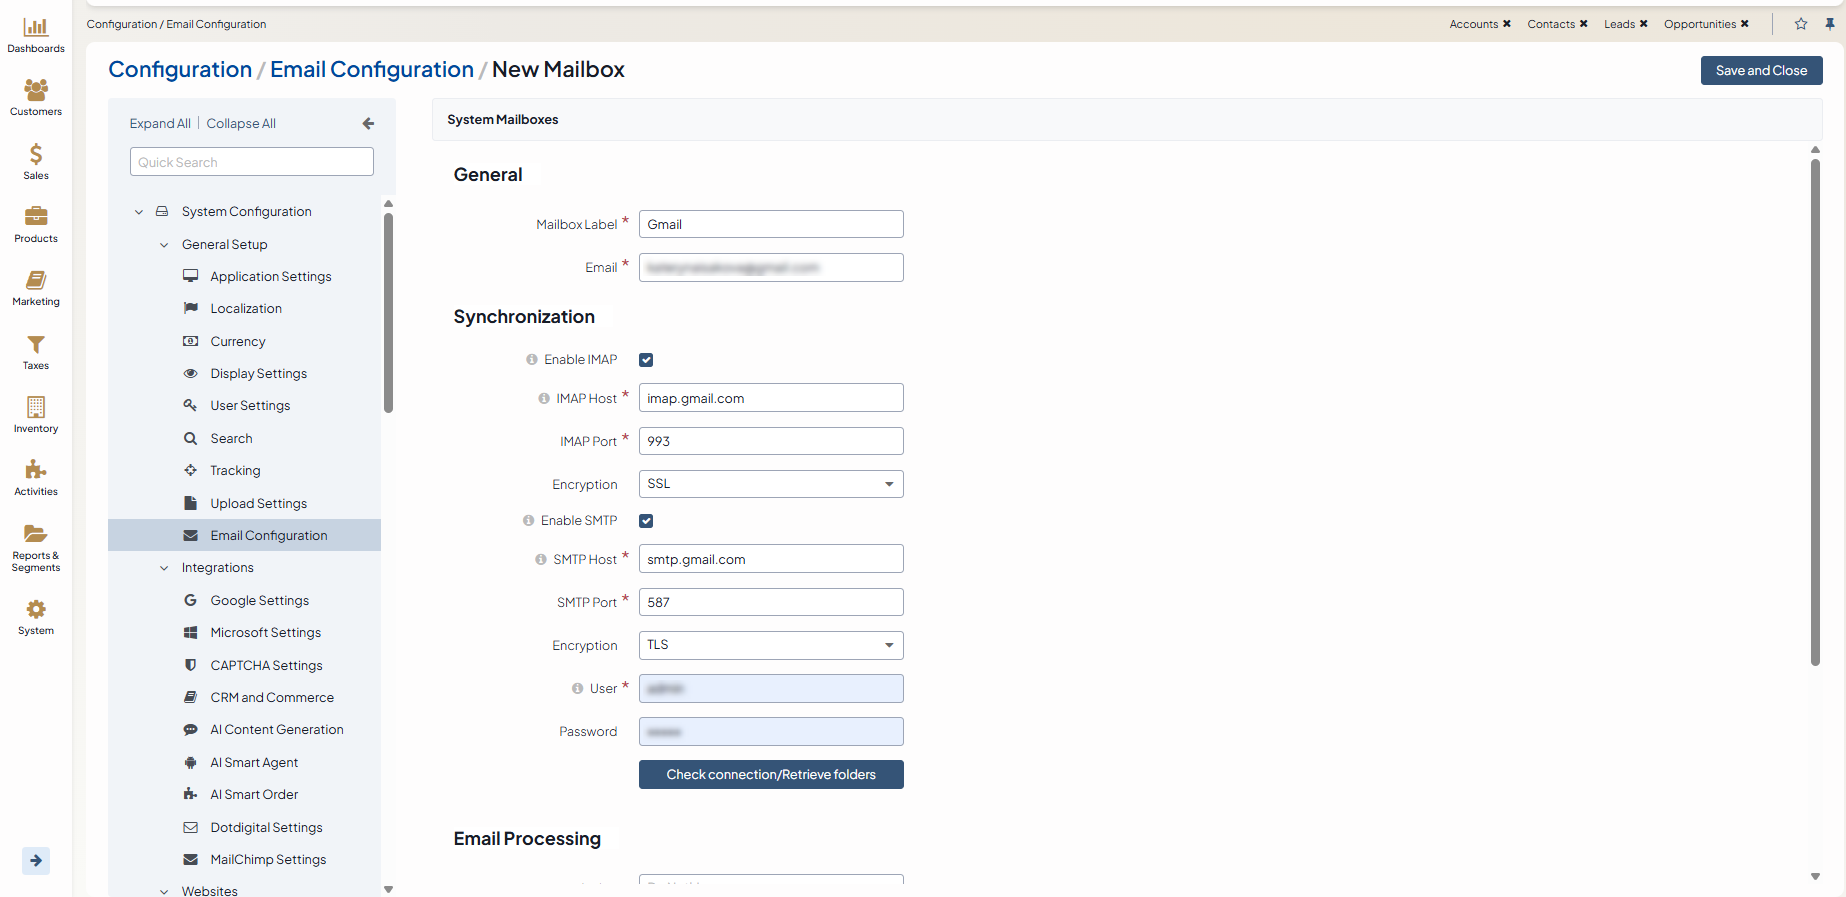 Configuration / Email Configuration
Accounts ✖ Contacts ✖ Leads ✖ Opportunities ✖
Configuration / Email Configuration / New Mailbox
Save and Close
Dashboards
Customers
Sales
Products
Marketing
Taxes
Inventory
Activities
Reports &
Segments
System
Expand All | Collapse All
Quick Search
System Configuration
General Setup
Application Settings
Localization
Currency
Display Settings
User Settings
Search
Tracking
Upload Settings
Email Configuration
Integrations
Google Settings
Microsoft Settings
CAPTCHA Settings
CRM and Commerce
AI Content Generation
AI Smart Agent
AI Smart Order
Dotdigital Settings
MailChimp Settings
Websites
System Mailboxes
General
Mailbox Label * Gmail
Email *
Synchronization
Enable IMAP
IMAP Host * imap.gmail.com
IMAP Port * 993
Encryption SSL
Enable SMTP
SMTP Host * smtp.gmail.com
SMTP Port * 587
Encryption TLS
User *
Password
Check connection/Retrieve folders
Email Processing